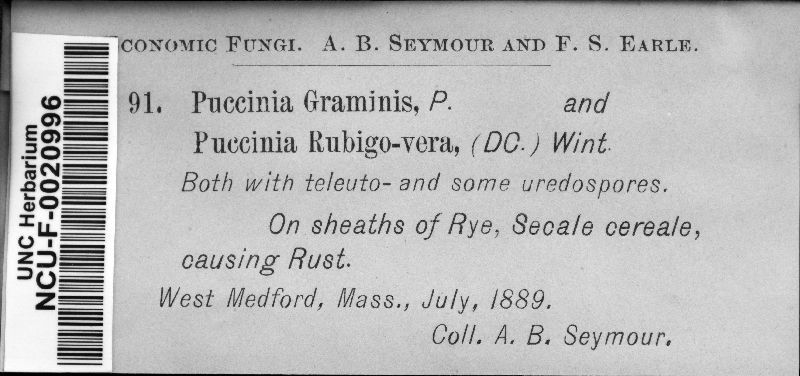 CONOMIC FUNGI. A. B. SEYMOUR AND F. S. EARLE.
91. Puccinia Graminis, P. and
Puccinia Rubigo-vera, (DC.) Wint.
Both with teleuto- and some uredospores.
On sheaths of Rye, Secale cereale,
causing Rust.
West Medford, Mass., July, 1889.
Coll. A. B. Seymour.
UNC Herbarium
NCU-F-0020996